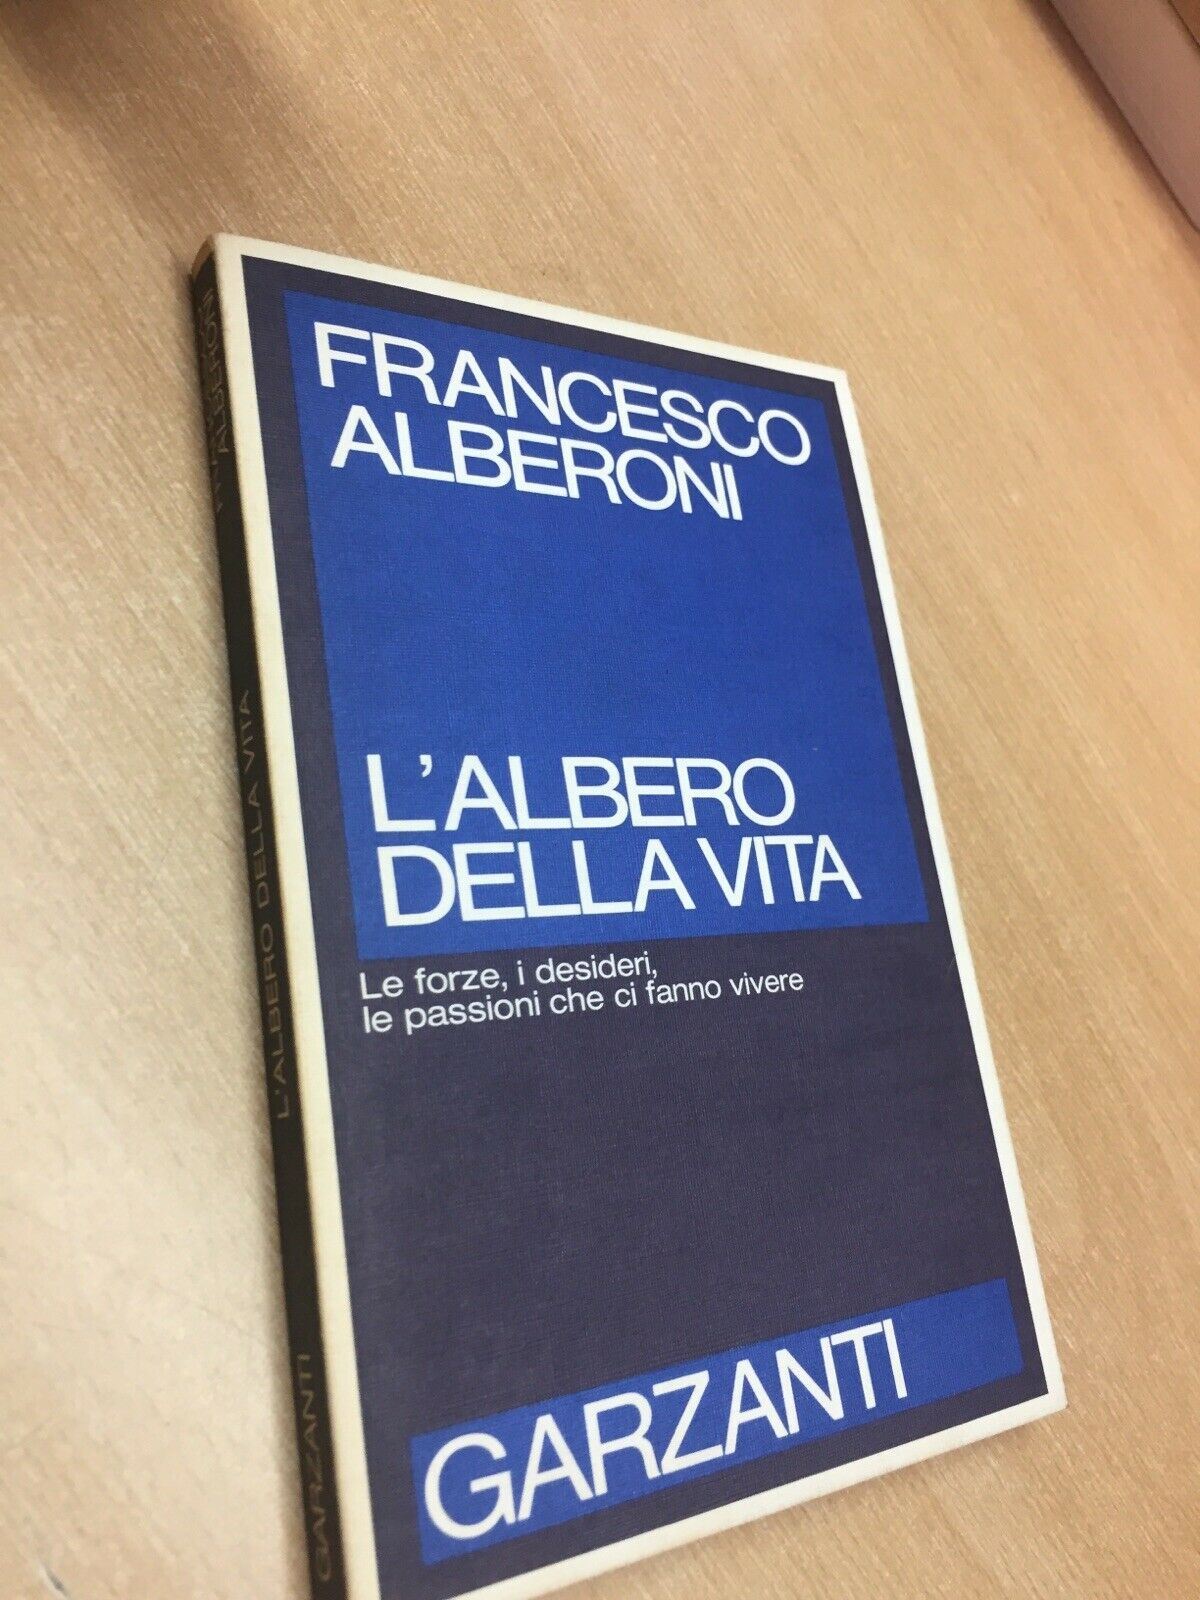 FRANCESCO
ALBERONI
L'ALBERO
DELLA VITA
Le forze, i desideri,
le passioni che ci fanno vivere
GARZANTI
ALBERONI
L'ALBERO DELLA VITA
GARZANTI